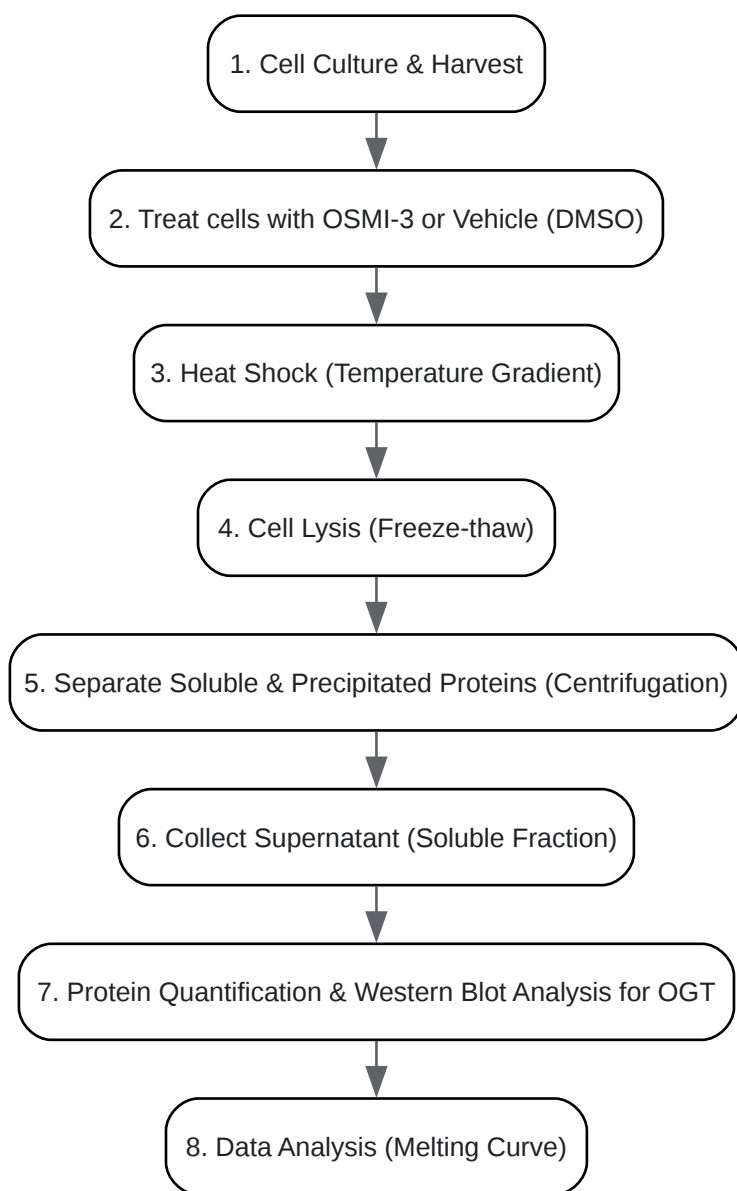 1. Cell Culture & Harvest
2. Treat cells with OSMI-3 or Vehicle (DMSO)
3. Heat Shock (Temperature Gradient)
4. Cell Lysis (Freeze-thaw)
5. Separate Soluble & Precipitated Proteins (Centrifugation)
6. Collect Supernatant (Soluble Fraction)
7. Protein Quantification & Western Blot Analysis for OGT
8. Data Analysis (Melting Curve)